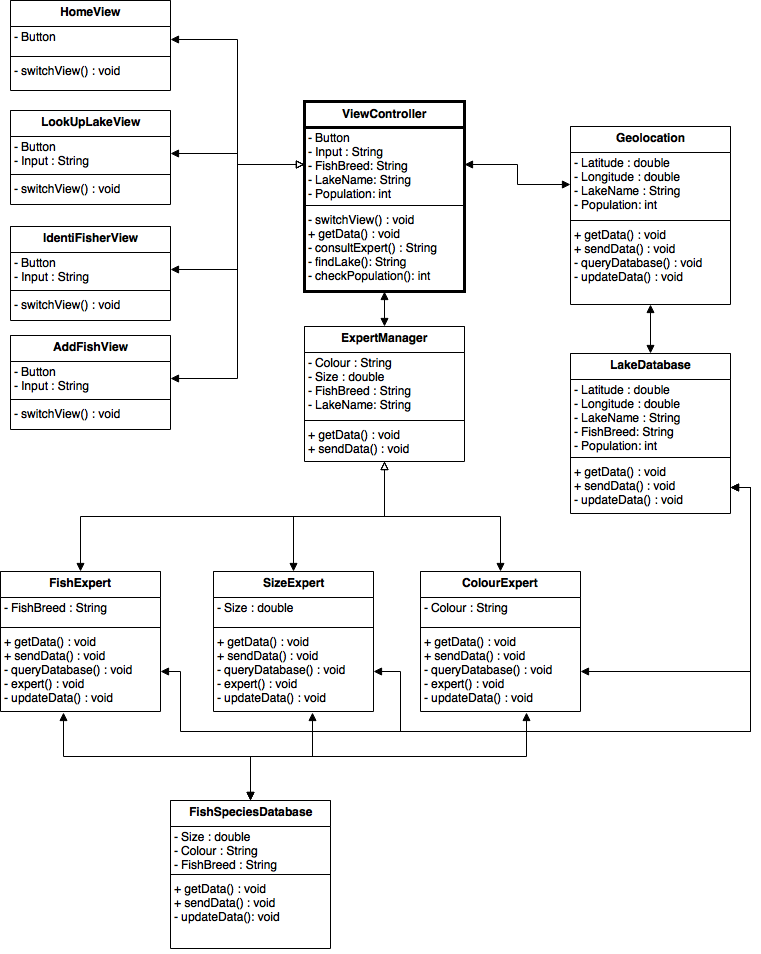 HomeView
- Button
- switchView() : void
LookUpLakeView
- Button
- Input : String
- switchView() : void
IdentiFisherView
- Button
- Input : String
- switchView() : void
AddFishView
- Button
- Input : String
- switchView() : void
ViewController
- Button
- Input : String
- FishBreed: String
- LakeName: String
- Population: int
- switchView() : void
+ getData() : void
- consultExpert() : String
- findLake(): String
- checkPopulation(): int
Geolocation
- Latitude : double
- Longitude : double
- LakeName : String
- Population: int
+ getData() : void
+ sendData() : void
- queryDatabase() : void
- updateData() : void
ExpertManager
- Colour : String
- Size : double
- FishBreed : String
- LakeName: String
+ getData() : void
+ sendData() : void
LakeDatabase
- Latitude : double
- Longitude : double
- LakeName : String
- FishBreed: String
- Population: int
+ getData() : void
+ sendData() : void
- updateData() : void
FishExpert
- FishBreed : String
+ getData() : void
+ sendData() : void
- queryDatabase() : void
- expert() : void
- updateData() : void
SizeExpert
- Size : double
+ getData() : void
+ sendData() : void
- queryDatabase() : void
- expert() : void
- updateData() : void
ColourExpert
- Colour : String
+ getData() : void
+ sendData() : void
- queryDatabase() : void
- expert() : void
- updateData() : void
FishSpeciesDatabase
- Size : double
- Colour : String
- FishBreed : String
+ getData() : void
+ sendData() : void
- updateData(): void